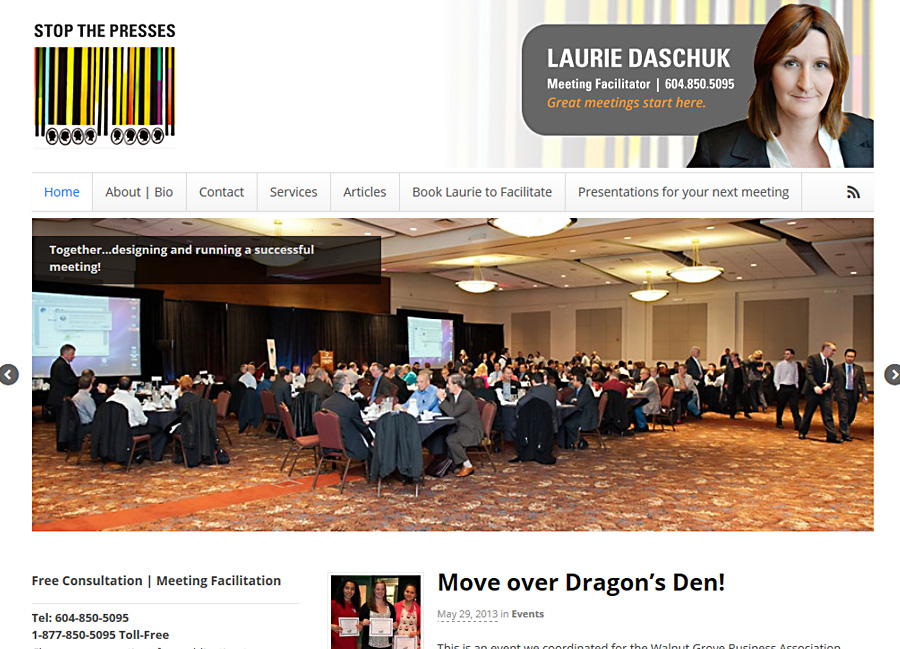 STOP THE PRESSES
LAURIE DASCHUK
Meeting Facilitator | 604.850.5095
Great meetings start here.
Home
About | Bio
Contact
Services
Articles
Book Laurie to Facilitate
Presentations for your next meeting
Together...designing and running a successful
meeting!
Free Consultation | Meeting Facilitation
Tel: 604-850-5095
1-877-850-5095 Toll-Free
Move over Dragon's Den!
May 29, 2013 in Events
This is an event we coordinated for the Walnut Grove Business Association